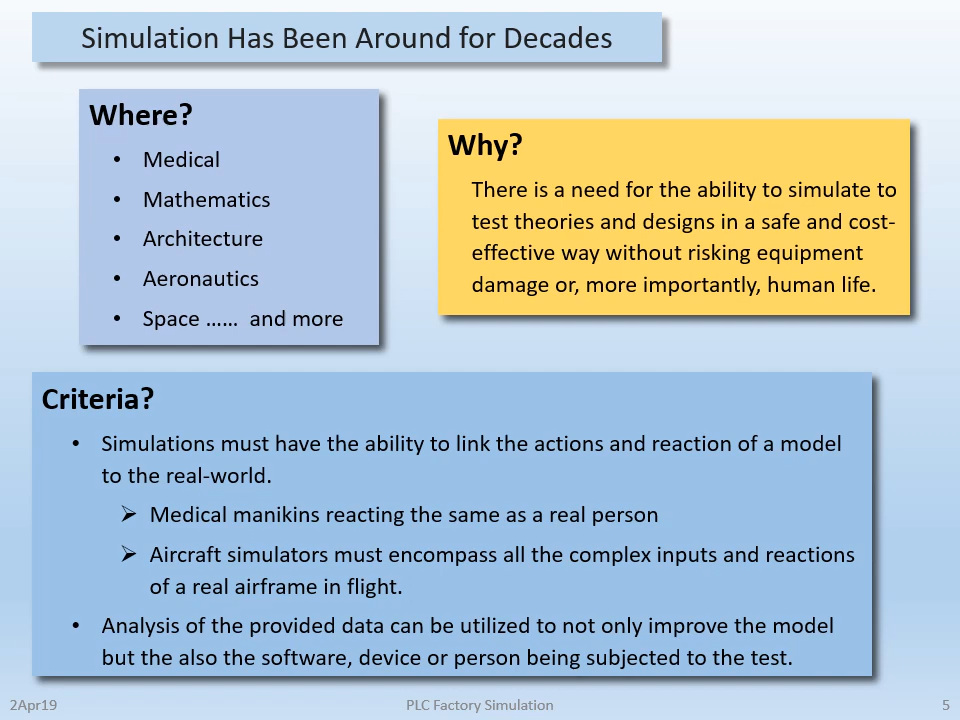 Simulation Has Been Around for Decades
Where?
• Medical
• Mathematics
• Architecture
• Aeronautics
• Space ...... and more
Why?
There is a need for the ability to simulate to
test theories and designs in a safe and cost-
effective way without risking equipment
damage or, more importantly, human life.
Criteria?
• Simulations must have the ability to link the actions and reaction of a model
to the real-world.
➢ Medical manikins reacting the same as a real person
➢ Aircraft simulators must encompass all the complex inputs and reactions
of a real airframe in flight.
• Analysis of the provided data can be utilized to not only improve the model
but the also the software, device or person being subjected to the test.
2Apr19
PLC Factory Simulation
5